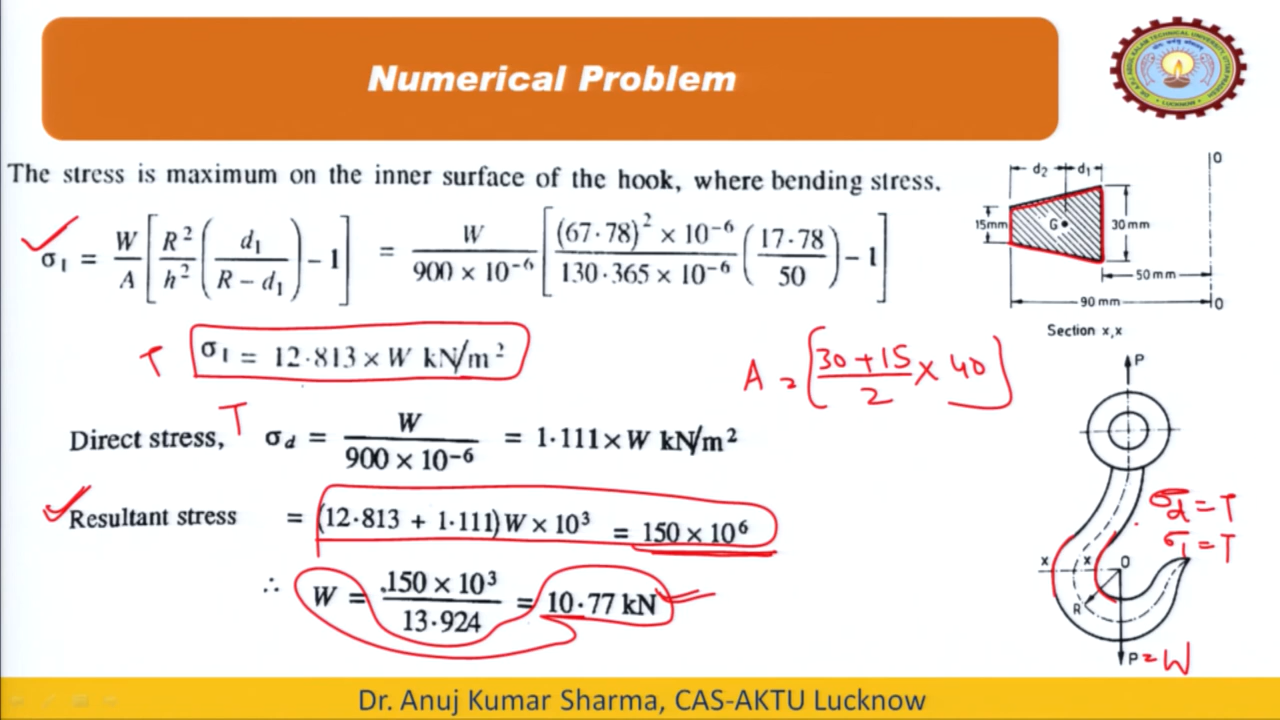 Numerical Problem
The stress is maximum on the inner surface of the hook, where bending stress.
σ₁ = W/A [R²/h² (d₁/(R − d₁)) − 1] = W/(900 × 10⁻⁶) [(67·78)² × 10⁻⁶/(130·365 × 10⁻⁶) (17·78/50) − 1]
T σ₁ = 12·813 × W kN/m²
A = [(30+15)/2 × 40]
Direct stress, T σd = W/(900 × 10⁻⁶) = 1·111 × W kN/m²
Resultant stress = (12·813 + 1·111) W × 10³ = 150 × 10⁶
∴ W = 150 × 10³/13·924 = 10·77 kN
O
d₂ d₁
15mm G 30mm
50mm
90mm O
Section x,x
P
σd = T
σ₁ = T
x x O
R
P = W
Dr. Anuj Kumar Sharma, CAS-AKTU Lucknow